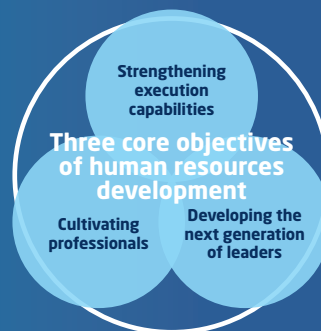 Strengthening
execution
capabilities
Three core objectives
of human resources
development
Cultivating
professionals
Developing the
next generation
of leaders